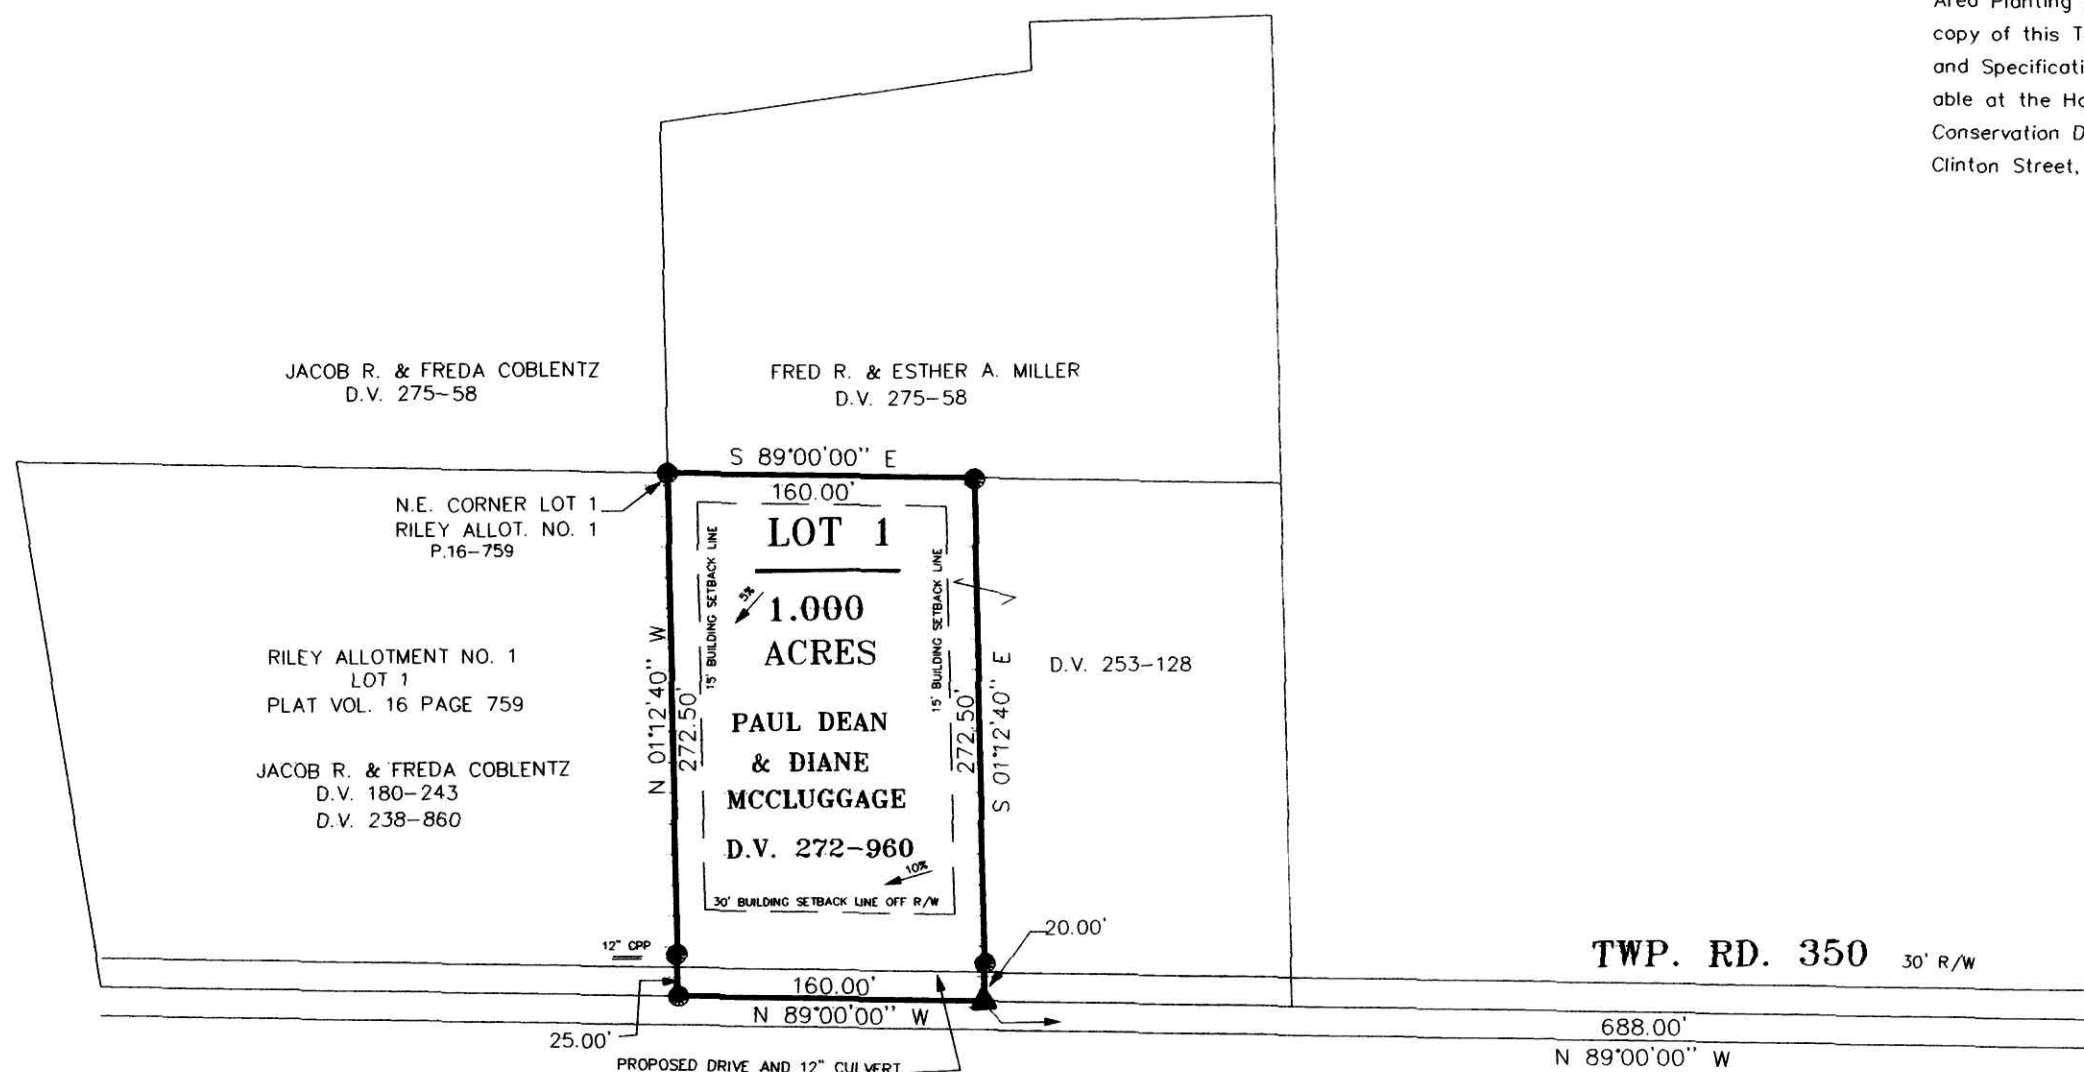 Area Planting
copy of this T
and Specificati
able at the Ho
Conservation D
Clinton Street,
JACOB R. & FREDA COBLENTZ
D.V. 275-58
FRED R. & ESTHER A. MILLER
D.V. 275-58
S 89°00'00" E
160.00'
N.E. CORNER LOT 1
RILEY ALLOT. NO. 1
P.16-759
LOT 1
15' BUILDING SETBACK LINE
15' BUILDING SETBACK LINE
5%
1.000
ACRES
N 01°12'40" W
272.50'
272.50'
S 01°12'40" E
RILEY ALLOTMENT NO. 1
LOT 1
PLAT VOL. 16 PAGE 759
D.V. 253-128
PAUL DEAN
& DIANE
MCCLUGGAGE
D.V. 272-960
JACOB R. & FREDA COBLENTZ
D.V. 180-243
D.V. 238-860
10%
30' BUILDING SETBACK LINE OFF R/W
12" CPP
20.00'
TWP. RD. 350 30' R/W
160.00'
N 89°00'00" W
25.00'
688.00'
N 89°00'00" W
PROPOSED DRIVE AND 12" CULVERT